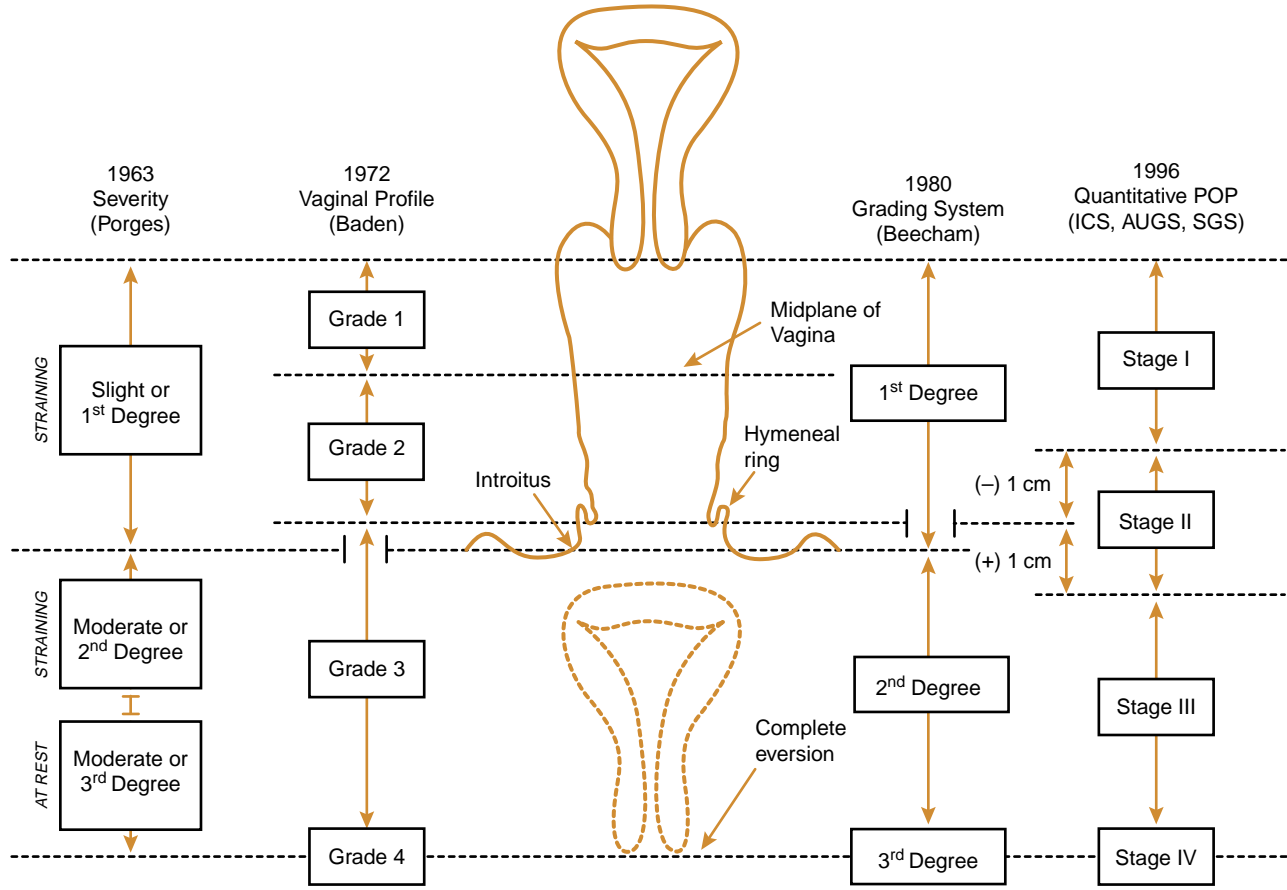 1963
Severity
(Porges)
1972
Vaginal Profile
(Baden)
1980
Grading System
(Beecham)
1996
Quantitative POP
(ICS, AUGS, SGS)
STRAINING
Slight or
1st Degree
STRAINING
Moderate or
2nd Degree
AT REST
Moderate or
3rd Degree
Grade 1
Grade 2
Grade 3
Grade 4
Midplane of
Vagina
Hymeneal
ring
Introitus
Complete
eversion
1st Degree
2nd Degree
3rd Degree
(–) 1 cm
(+) 1 cm
Stage I
Stage II
Stage III
Stage IV